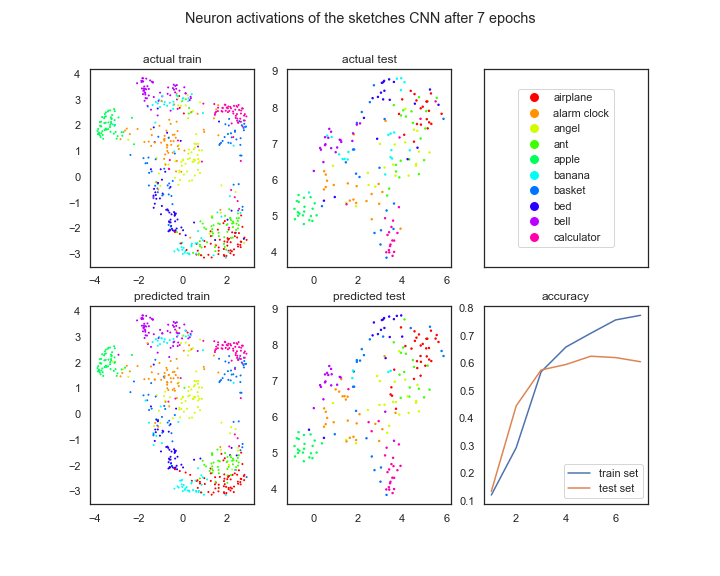 Neuron activations of the sketches CNN after 7 epochs
actual train
4
3
2
1
0
−1
−2
−3
−4 −2 0 2
actual test
9
8
7
6
5
4
0 2 4 6
airplane
alarm clock
angel
ant
apple
banana
basket
bed
bell
calculator
predicted train
4
3
2
1
0
−1
−2
−3
−4 −2 0 2
predicted test
9
8
7
6
5
4
0 2 4 6
accuracy
0.8
0.7
0.6
0.5
0.4
0.3
0.2
0.1
2 4 6
train set
test set